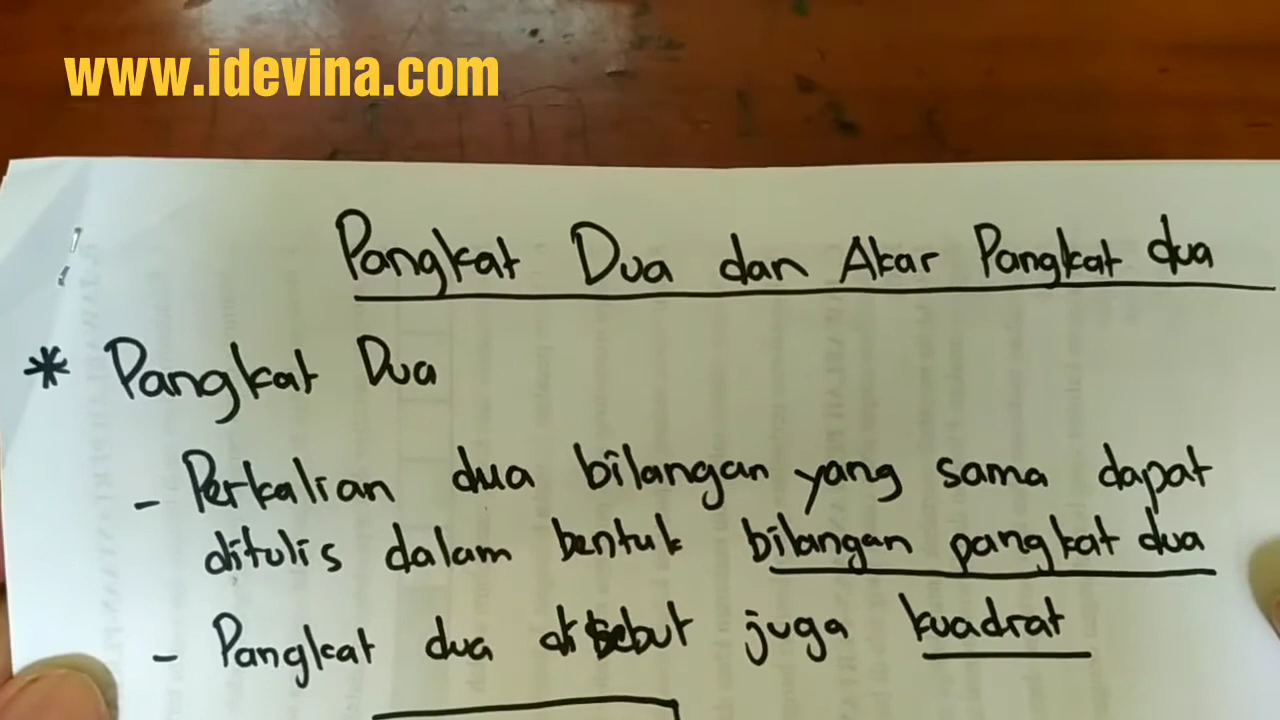 www.idevina.com
Pangkat Dua dan Akar Pangkat dua
* Pangkat Dua
- Perkalian dua bilangan yang sama dapat
ditulis dalam bentuk bilangan pangkat dua
- Pangkat dua disebut juga kuadrat